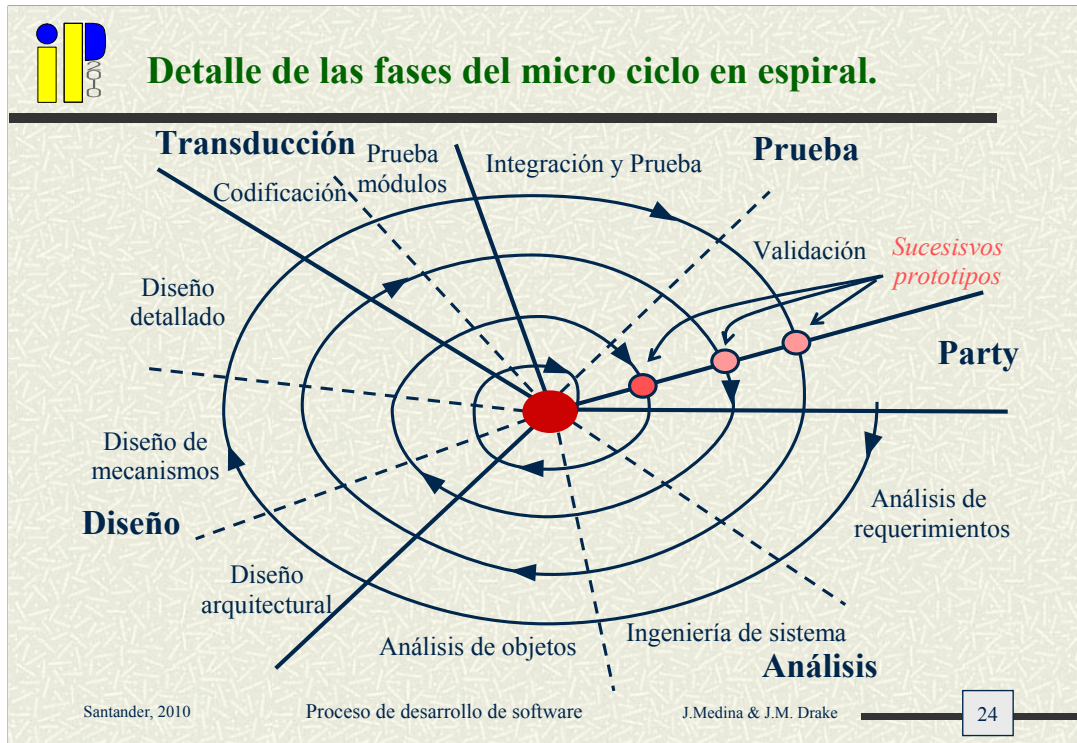 iP
2010
Detalle de las fases del micro ciclo en espiral.
Transducción
Prueba
módulos
Integración y Prueba
Prueba
Codificación
Validación
Sucesisvos
prototipos
Diseño
detallado
Party
Diseño de
mecanismos
Análisis de
requerimientos
Diseño
Diseño
arquitectural
Análisis de objetos
Ingeniería de sistema
Análisis
Santander, 2010
Proceso de desarrollo de software
J.Medina & J.M. Drake
24